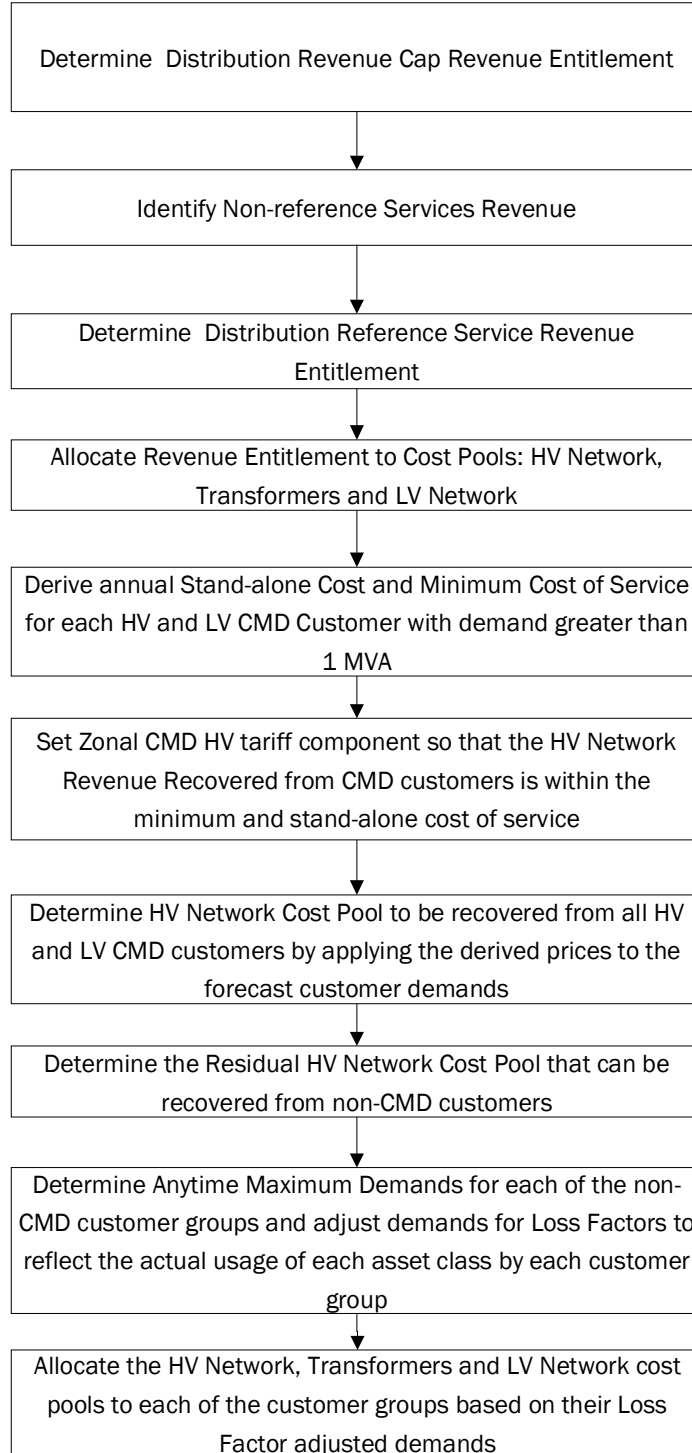 Determine  Distribution Revenue Cap Revenue Entitlement
Identify Non-reference Services Revenue
Determine  Distribution Reference Service Revenue
Entitlement
Allocate Revenue Entitlement to Cost Pools: HV Network,
Transformers and LV Network
Derive annual Stand-alone Cost and Minimum Cost of Service
for each HV and LV CMD Customer with demand greater than
1 MVA
Set Zonal CMD HV tariff component so that the HV Network
Revenue Recovered from CMD customers is within the
minimum and stand-alone cost of service
Determine HV Network Cost Pool to be recovered from all HV
and LV CMD customers by applying the derived prices to the
forecast customer demands
Determine the Residual HV Network Cost Pool that can be
recovered from non-CMD customers
Determine Anytime Maximum Demands for each of the non-
CMD customer groups and adjust demands for Loss Factors to
reflect the actual usage of each asset class by each customer
group
Allocate the HV Network, Transformers and LV Network cost
pools to each of the customer groups based on their Loss
Factor adjusted demands